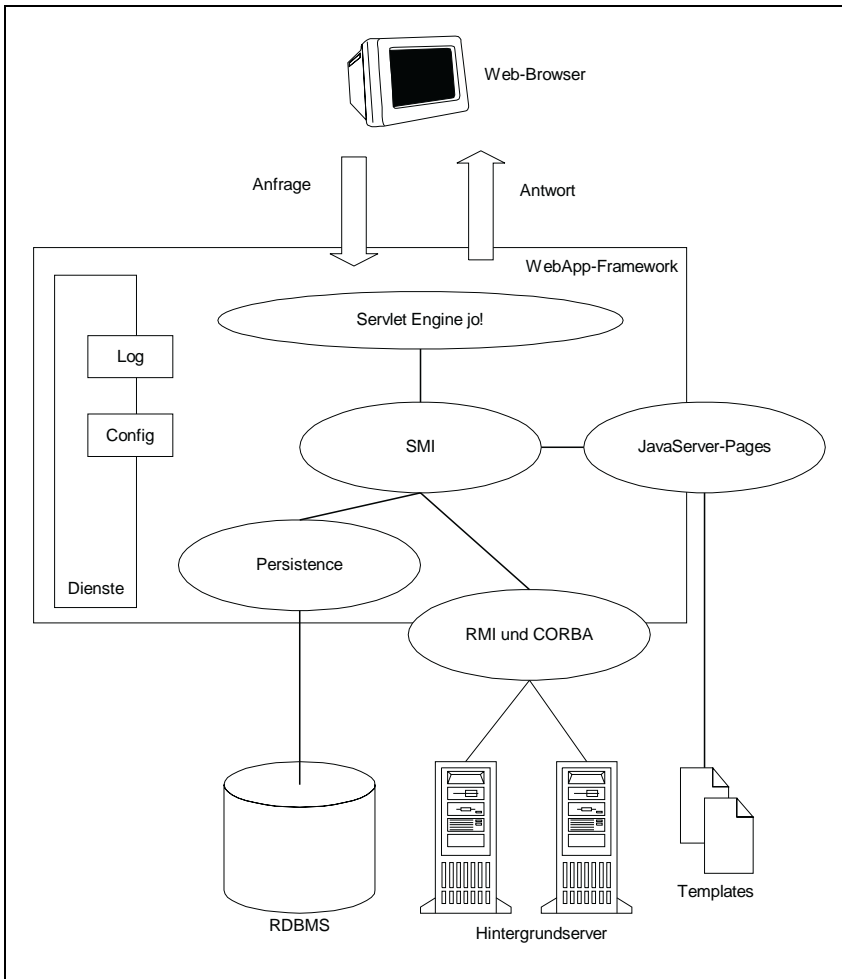 Web-Browser
Anfrage
Antwort
WebApp-Framework
Servlet Engine jo!
Log
Config
SMI
JavaServer-Pages
Persistence
Dienste
RMI und CORBA
RDBMS
Hintergrundserver
Templates